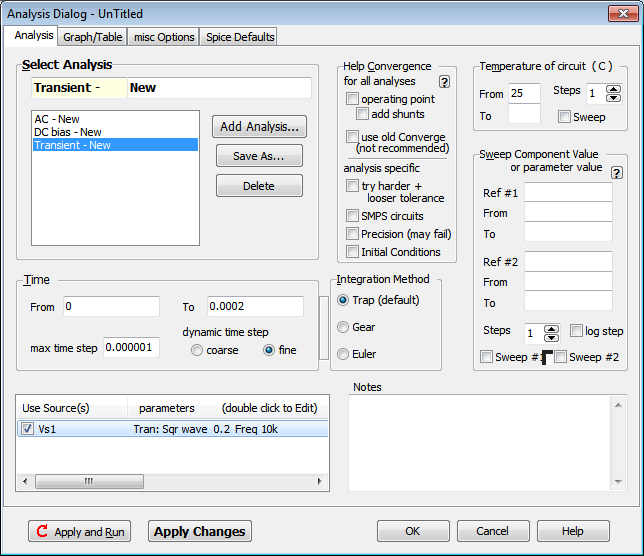 Analysis Dialog - UnTitled
Analysis
Graph/Table
misc Options
Spice Defaults
Select Analysis
Transient - New
AC - New
DC bias - New
Transient - New
Add Analysis...
Save As...
Delete
Help Convergence
for all analyses ?
operating point
add shunts
use old Converge
(not recommended)
analysis specific
try harder +
looser tolerance
SMPS circuits
Precision (may fail)
Initial Conditions
Temperature of circuit ( C )
From 25 Steps 1
To Sweep
Sweep Component Value
or parameter value
?
Ref #1
From
To
Ref #2
From
To
Steps 1 log step
Sweep #1 Sweep #2
Time
From 0 To 0.0002
dynamic time step
max time step 0.000001 coarse fine
Integration Method
Trap (default)
Gear
Euler
Use Source(s) parameters (double click to Edit)
Vs1 Tran: Sqr wave 0.2 Freq 10k
Notes
Apply and Run
Apply Changes
OK
Cancel
Help